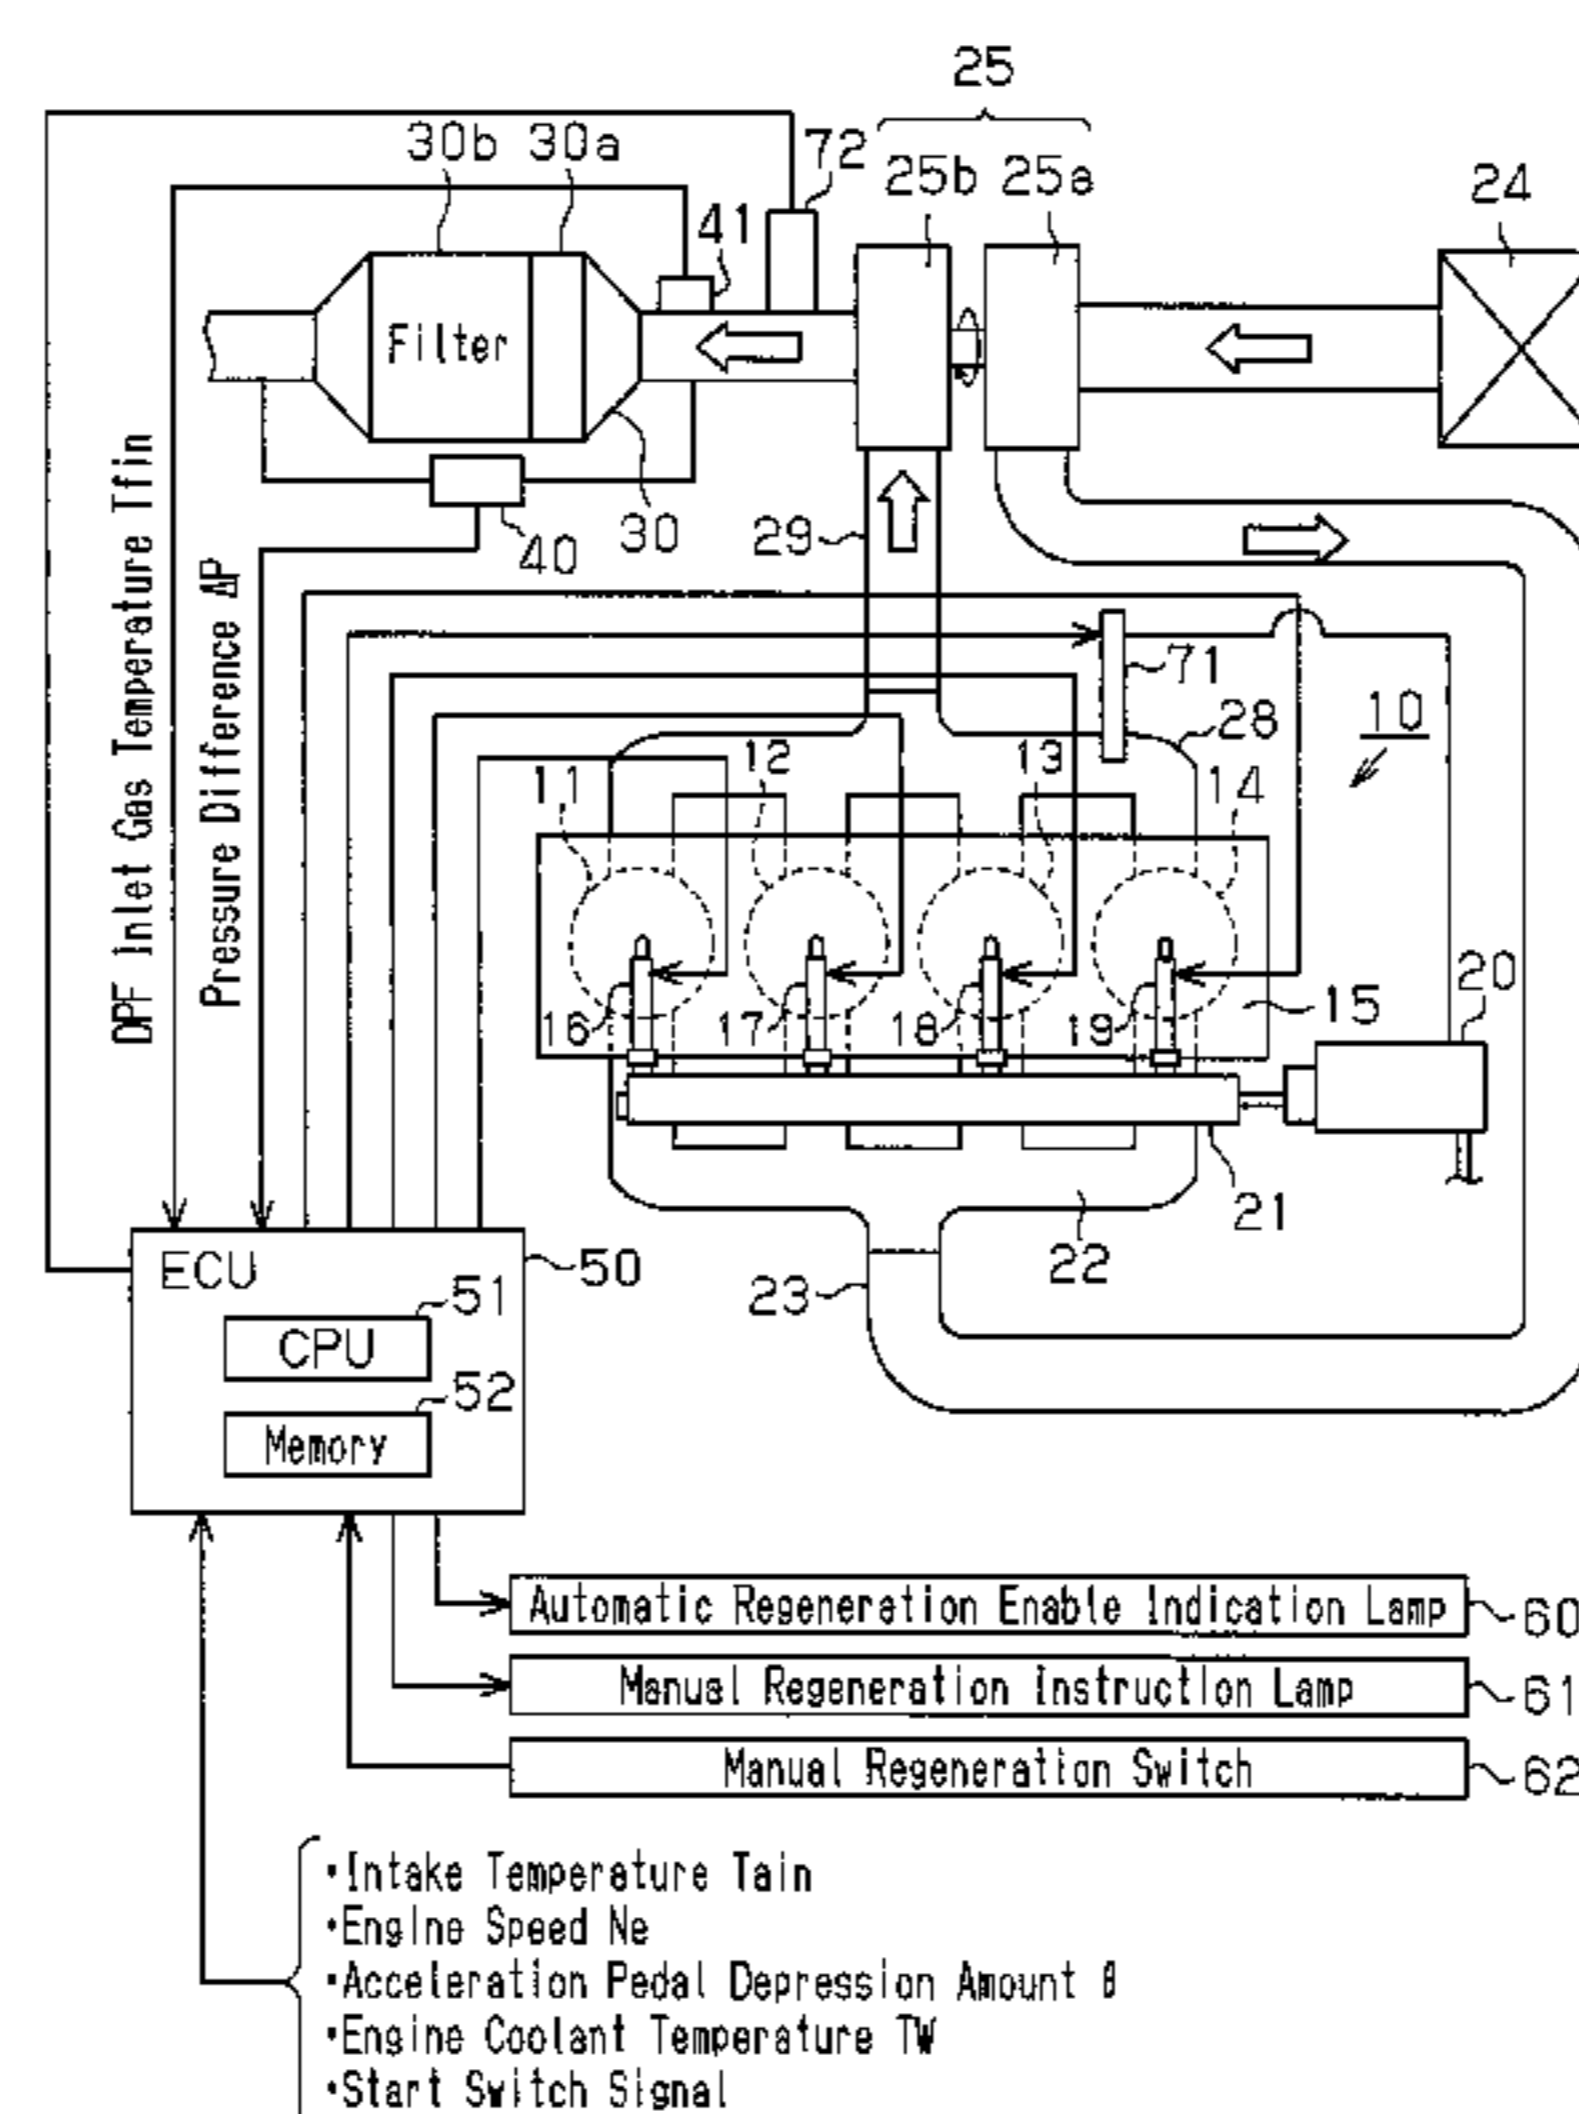 25
30b 30a
72
25b 25a
24
41
Filter
DPF Inlet Gas Temperature Tfin
Pressure Difference ΔP
29
40
30
71
10
28
11
12
13
14
16
17
18
19
15
20
21
22
23
ECU
50
51
CPU
52
Memory
Automatic Regeneration Enable Indication Lamp
60
Manual Regeneration Instruction Lamp
61
Manual Regeneration Switch
62
•Intake Temperature Tain
•Engine Speed Ne
•Acceleration Pedal Depression Amount θ
•Engine Coolant Temperature TW
•Start Switch Signal